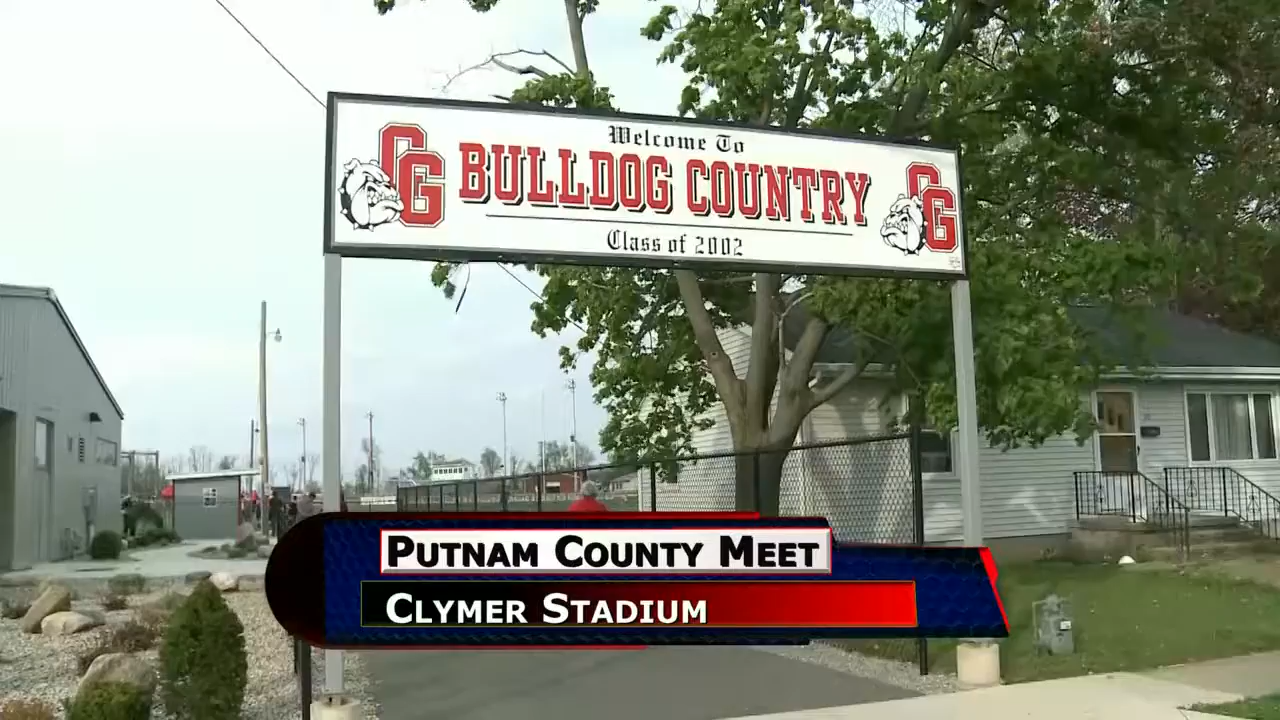 Welcome To
CG BULLDOG COUNTRY CG
Class of 2002
PUTNAM COUNTY MEET
CLYMER STADIUM